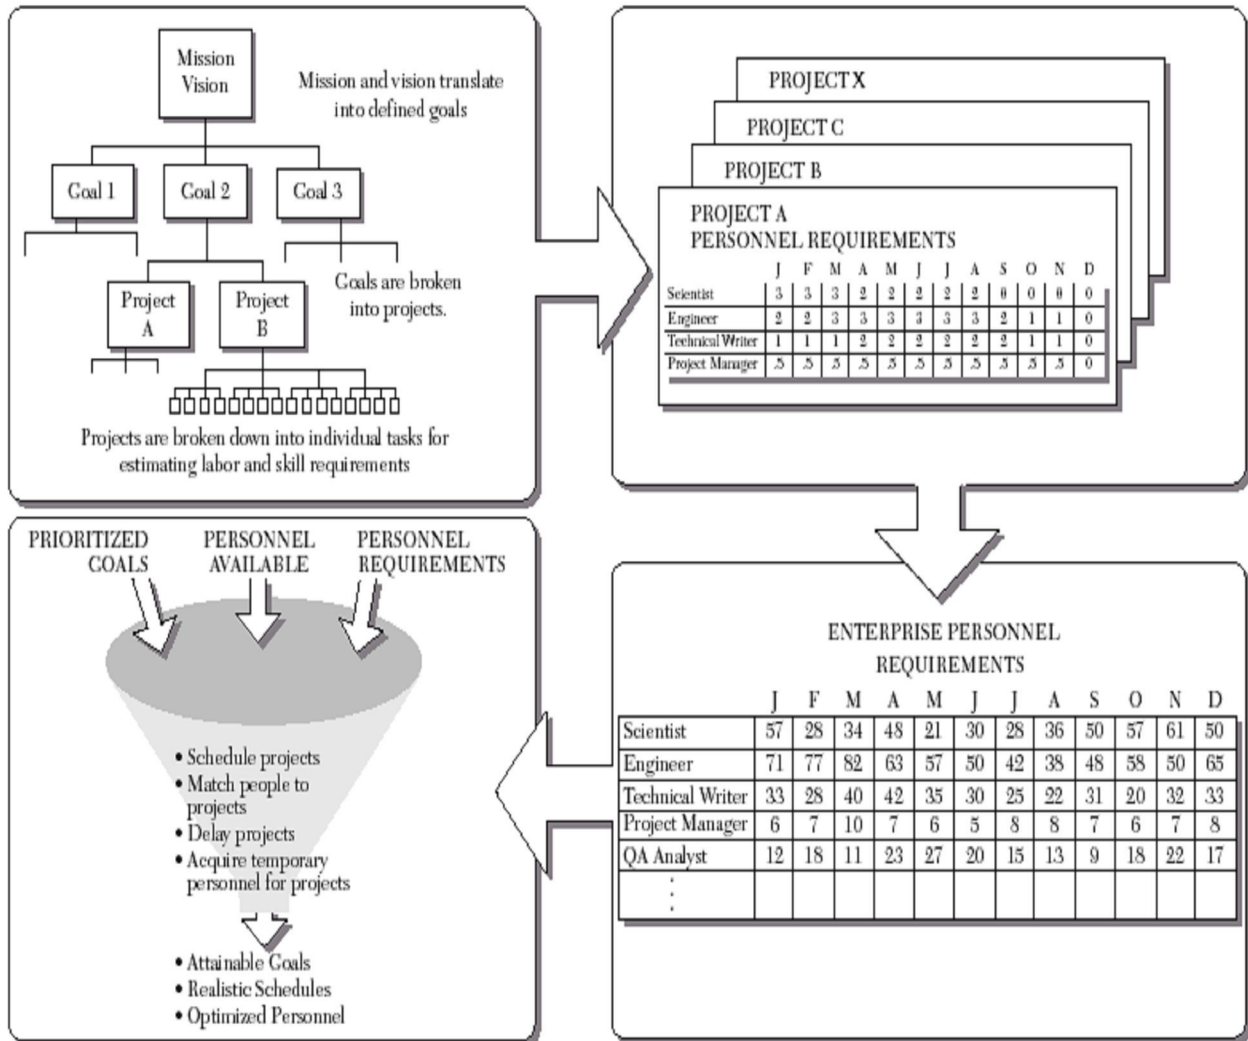 Mission
Vision
Mission and vision translate
into defined goals
Goal 1 Goal 2 Goal 3
Goals are broken
into projects.
Project
A
Project
B
Projects are broken down into individual tasks for
estimating labor and skill requirements
PROJECT X
PROJECT C
PROJECT B
PROJECT A
PERSONNEL REQUIREMENTS
J F M A M J J A S O N D
Scientist 3 3 3 2 2 2 2 2 0 0 0 0
Engineer 2 2 3 3 3 3 3 3 2 1 1 0
Technical Writer 1 1 1 2 2 2 2 2 2 1 1 0
Project Manager .5 .5 .5 .5 .5 .5 .5 .5 .5 .5 .5 0
ENTERPRISE PERSONNEL
REQUIREMENTS
J F M A M J J A S O N D
Scientist 57 28 34 48 21 30 28 36 50 57 61 50
Engineer 71 77 82 63 57 50 42 38 48 58 50 65
Technical Writer 33 28 40 42 35 30 25 22 31 20 32 33
Project Manager 6 7 10 7 6 5 8 8 7 6 7 8
QA Analyst 12 18 11 23 27 20 15 13 9 18 22 17
PRIORITIZED
GOALS
PERSONNEL
AVAILABLE
PERSONNEL
REQUIREMENTS
• Schedule projects
• Match people to
projects
• Delay projects
• Acquire temporary
personnel for projects
• Attainable Goals
• Realistic Schedules
• Optimized Personnel